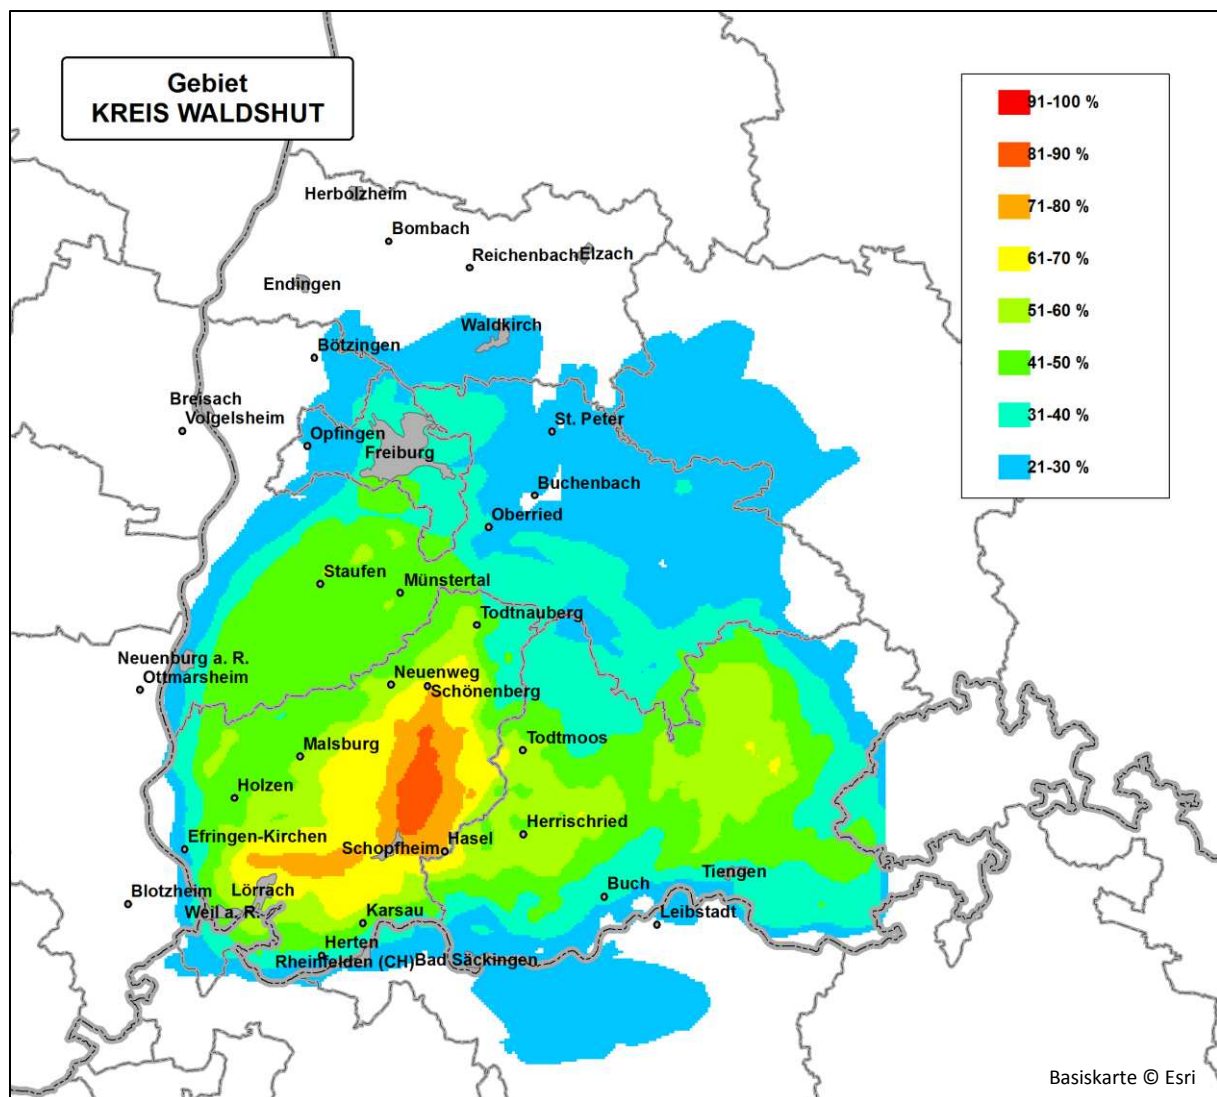 Gebiet
KREIS WALDSHUT
91-100 %
81-90 %
71-80 %
61-70 %
51-60 %
41-50 %
31-40 %
21-30 %
Herbolzheim
Bombach
Reichenbach
Elzach
Endingen
Waldkirch
Bötzingen
Breisach
Volgelsheim
Opfingen
St. Peter
Freiburg
Buchenbach
Oberried
Staufen
Münstertal
Todtnauberg
Neuenburg a. R.
Ottmarsheim
Neuenweg
Schönenberg
Malsburg
Todtmoos
Holzen
Efringen-Kirchen
Herrischried
Schopfheim
Hasel
Blotzheim
Lörrach
Tiengen
Buch
Weil a. R.
Karsau
Leibstadt
Herten
Rheinfelden (CH)
Bad Säckingen
Basiskarte © Esri